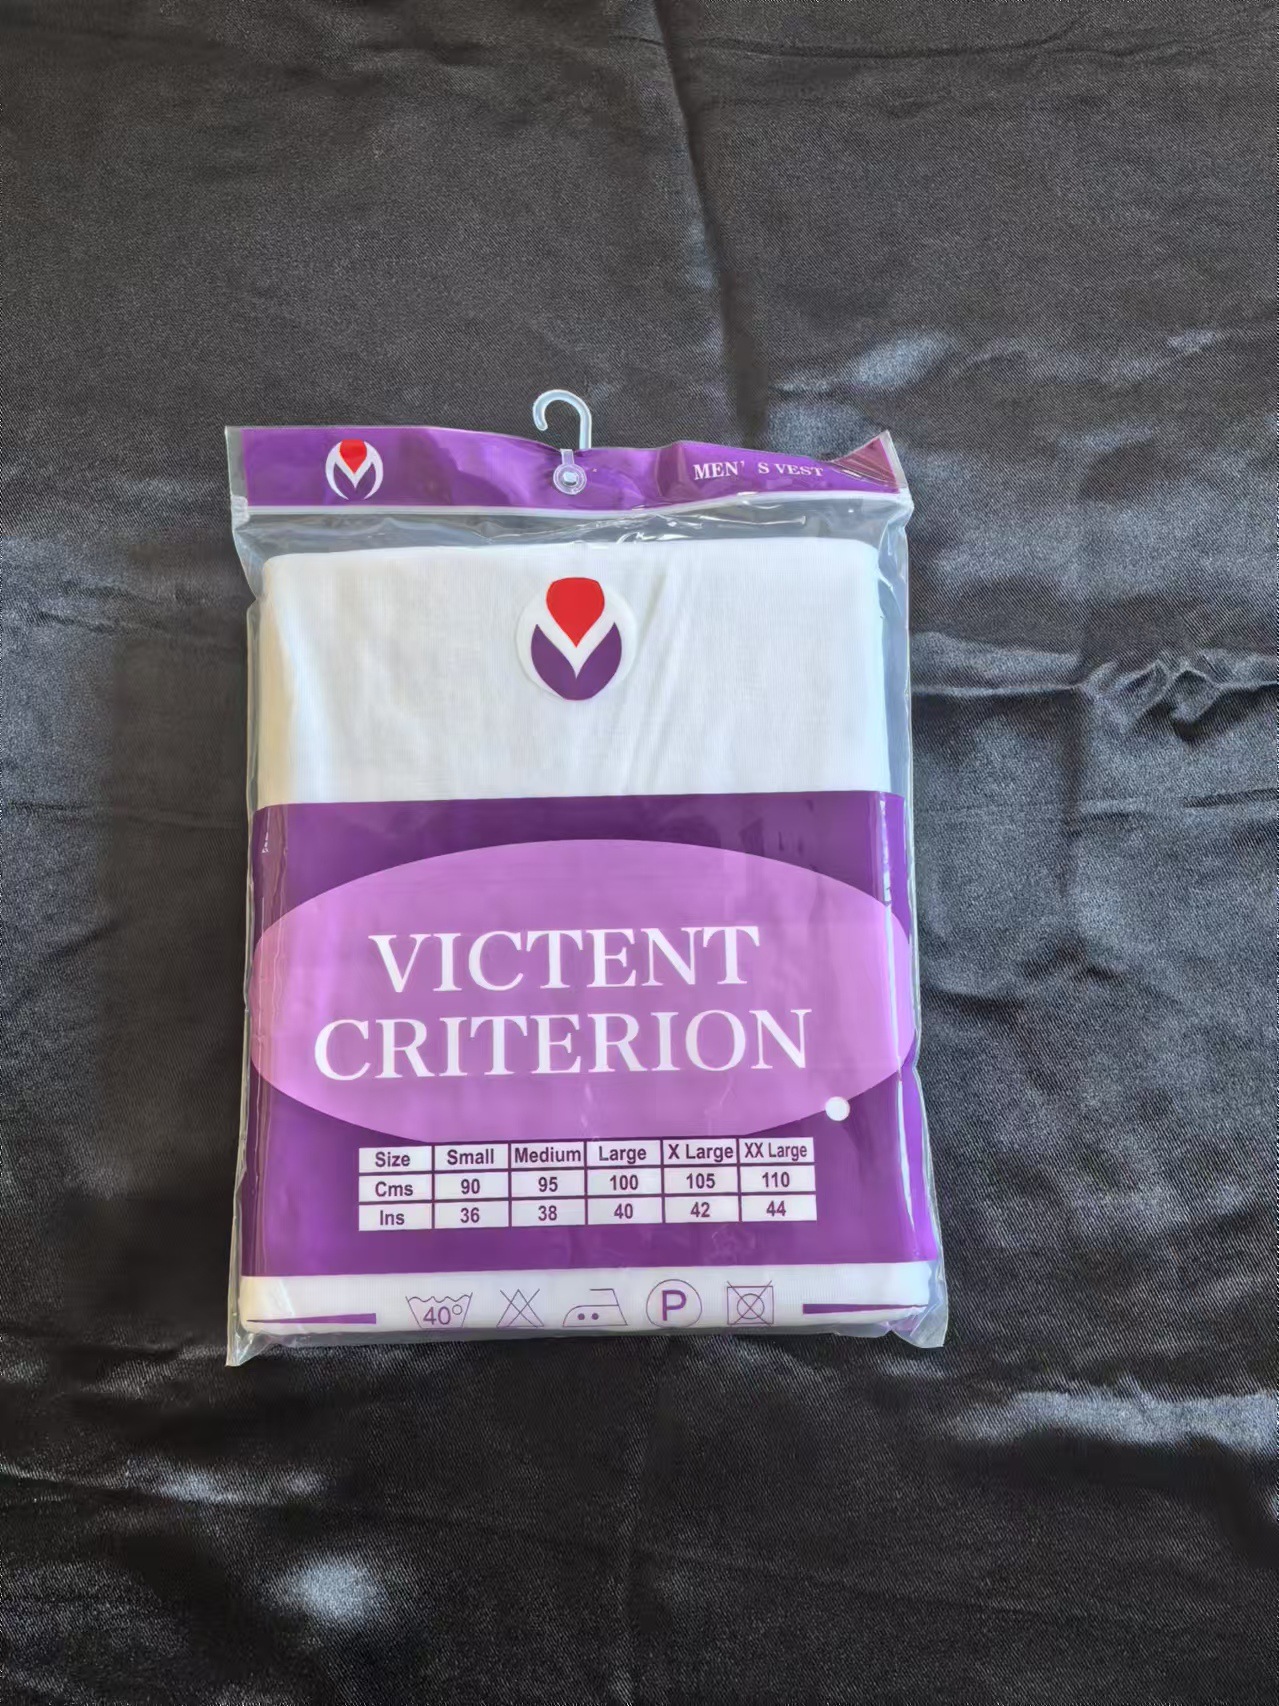 MEN' S VEST
VICTENT
CRITERION
Size Small Medium Large X Large XX Large
Cms 90 95 100 105 110
Ins 36 38 40 42 44
40° P